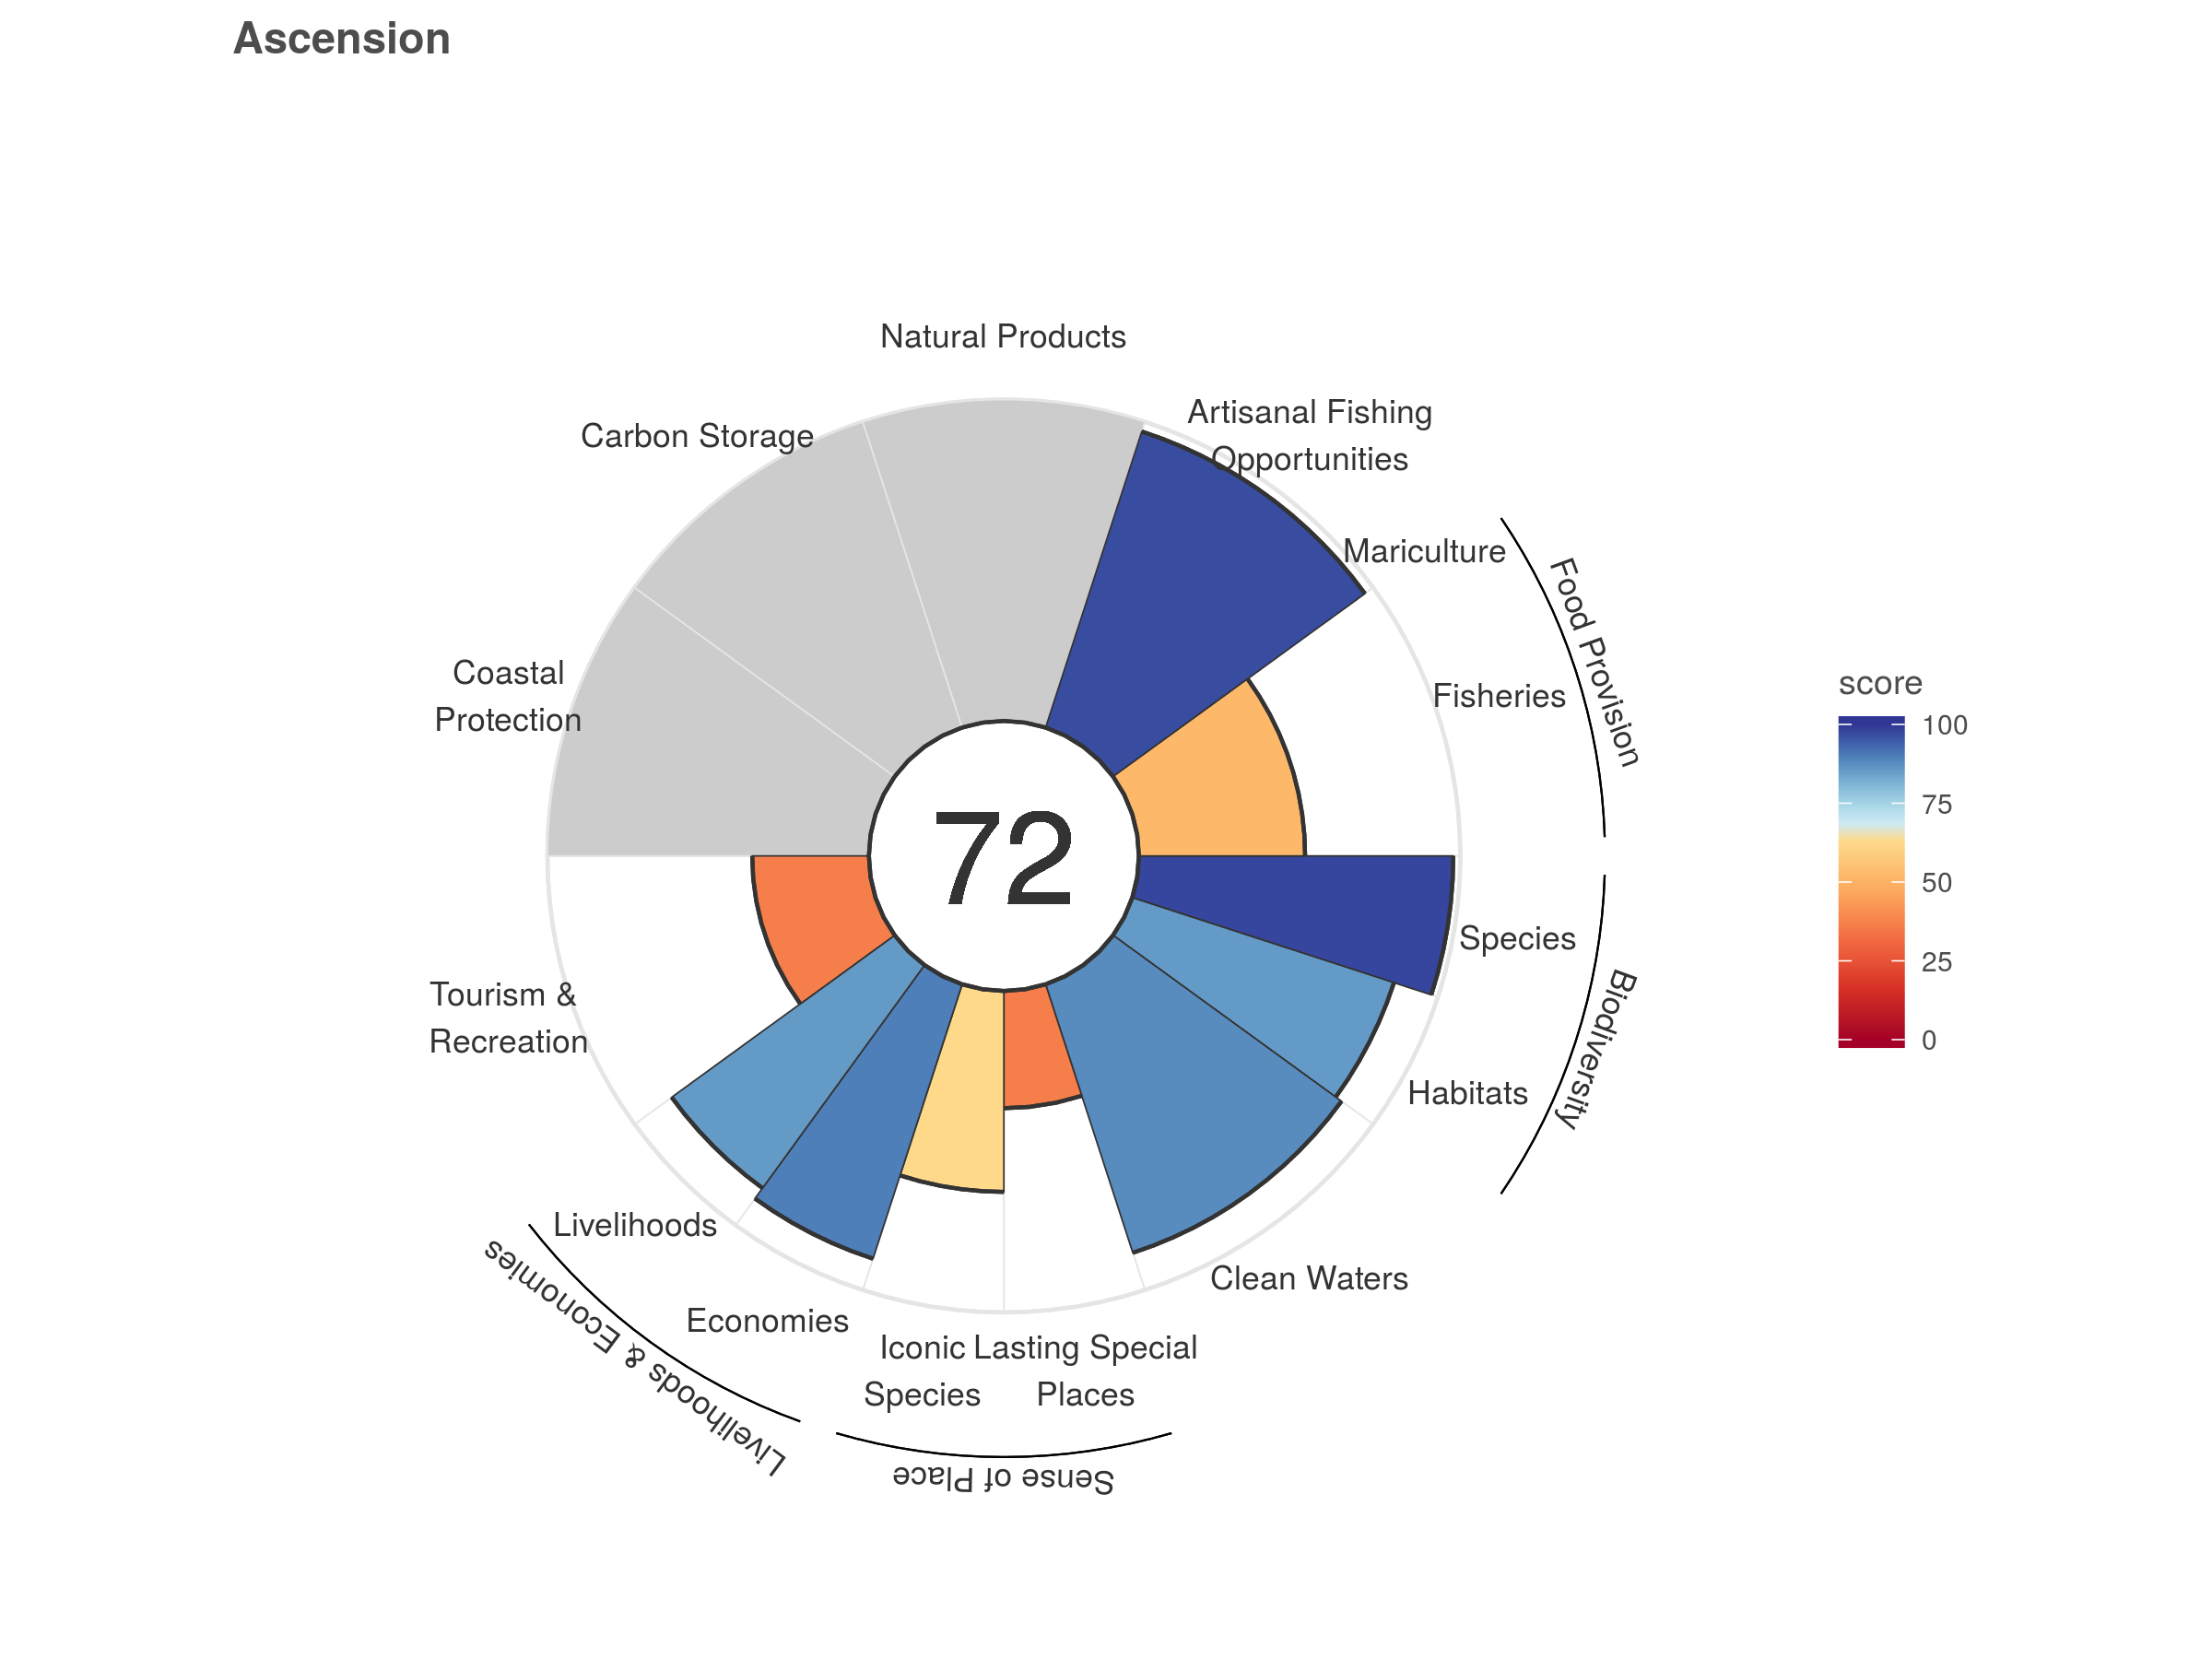 Ascension
Natural Products
Artisanal Fishing
Opportunities
Carbon Storage
Mariculture
Food Provision
Coastal
Protection
Fisheries
score
100
75
50
25
0
72
Species
Biodiversity
Tourism &
Recreation
Habitats
Livelihoods
Clean Waters
Livelihoods & Economies
Economies
Iconic
Species
Lasting Special
Places
Sense of Place